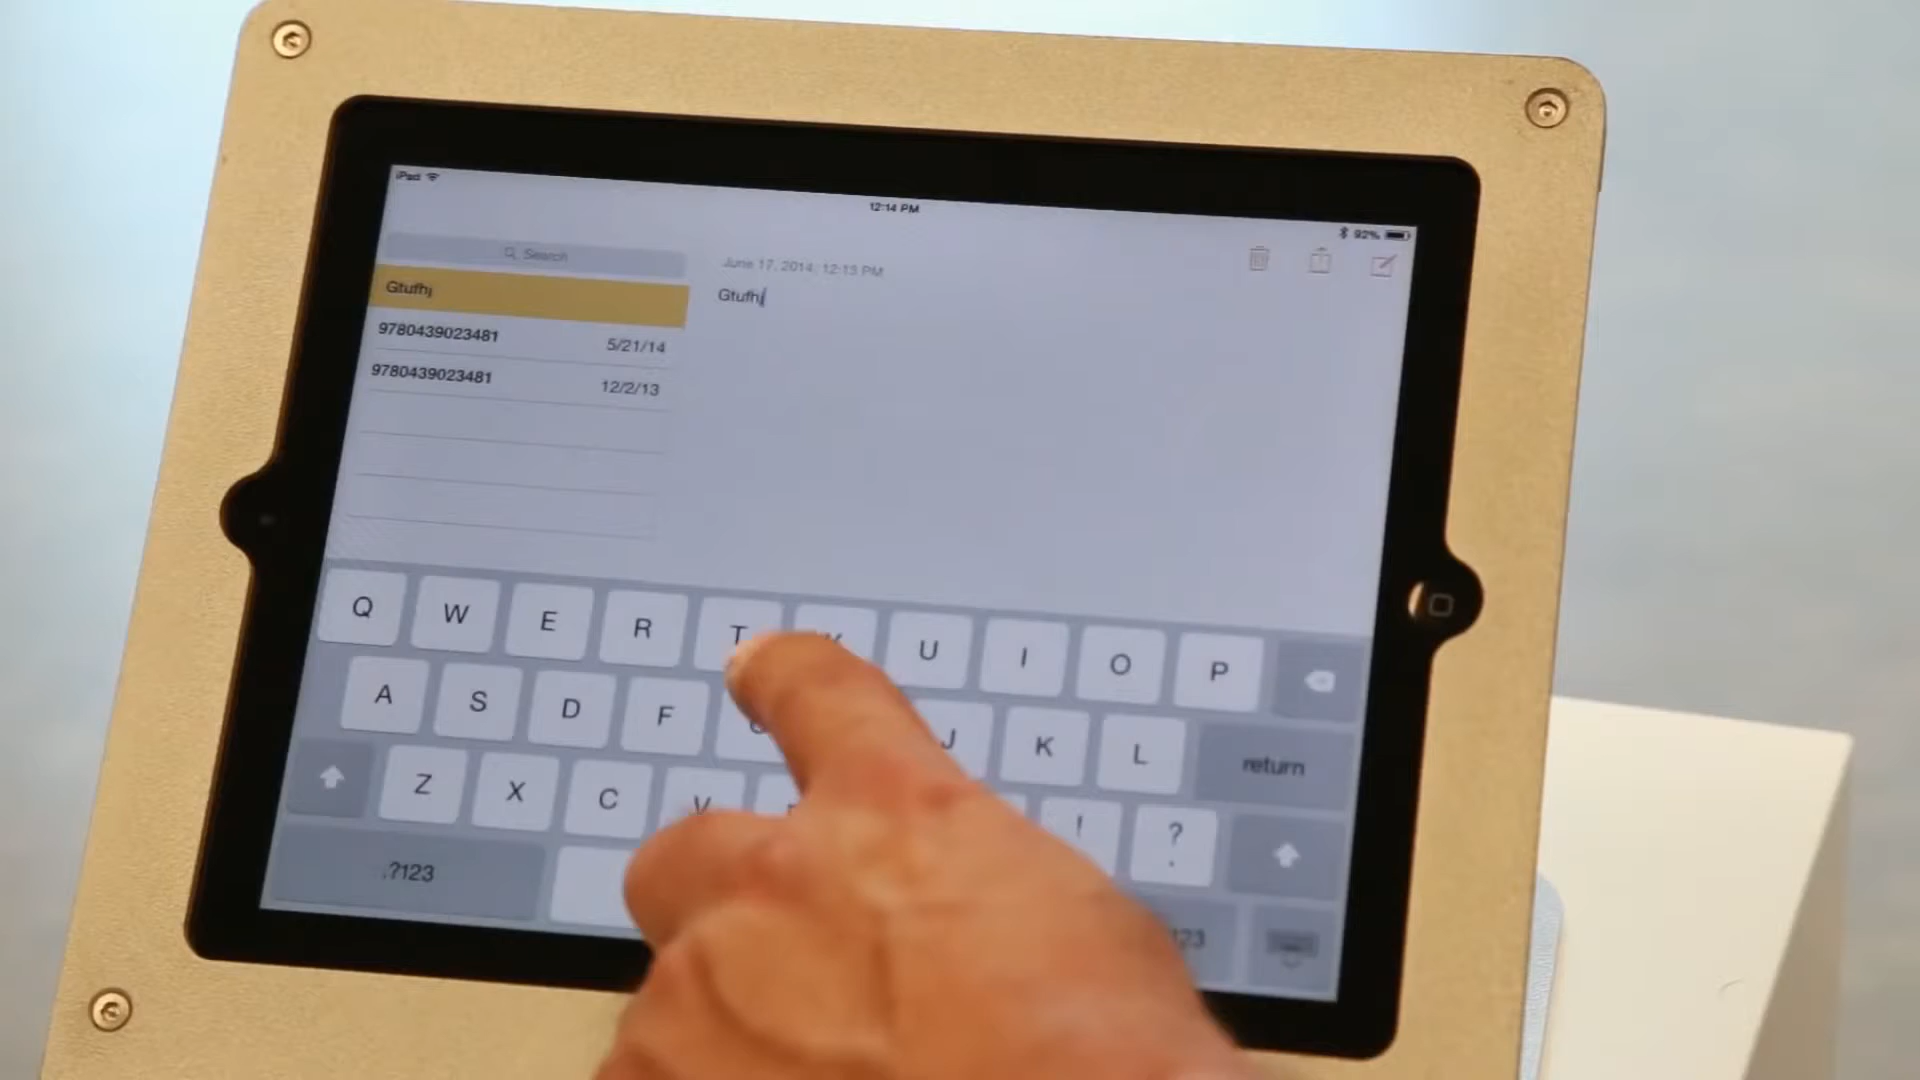 iPad
12:14 PM
92%
Search
June 17, 2014, 12:13 PM
Gtufhj
Gtufhj
9780439023481
5/21/14
9780439023481
12/2/13
Q W E R T U I O P
A S D F J K L
return
Z X C V ! ?
.
.?123
123